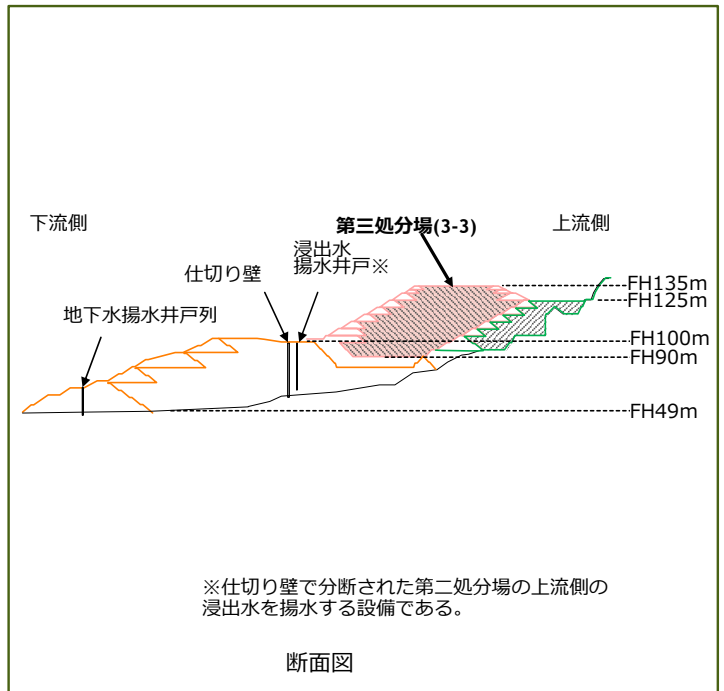 下流側
第三処分場(3-3)
上流側
浸出水
揚水井戸※
仕切り壁
地下水揚水井戸列
FH135m
FH125m
FH100m
FH90m
FH49m
※仕切り壁で分断された第二処分場の上流側の
浸出水を揚水する設備である。
断面図